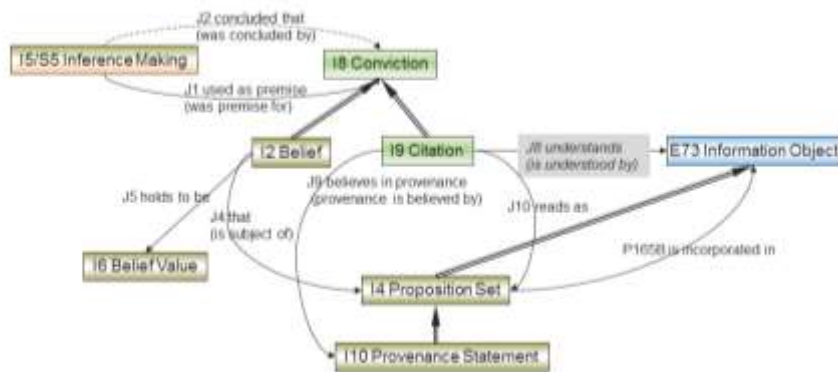 J2 concluded that
(was concluded by)
I5/S5 Inference Making
I8 Conviction
J1 used as premise
(was premise for)
I2 Belief
I9 Citation
J8 understands
(is understood by)
E73 Information Object
J9 believes in provenance
(provenance is believed by)
J5 holds to be
J4 that
(is subject of)
J10 reads as
P165B is incorporated in
I6 Belief Value
I4 Proposition Set
I10 Provenance Statement